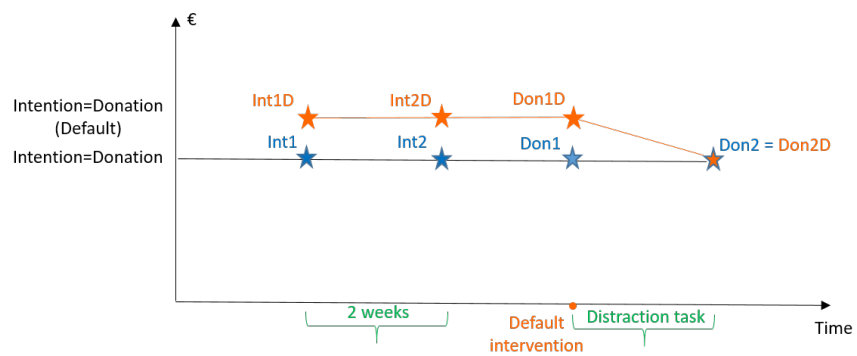 €
Intention=Donation
(Default)
Int1D
Int2D
Don1D
Intention=Donation
Int1
Int2
Don1
Don2 = Don2D
2 weeks
Default
intervention
Distraction task
Time